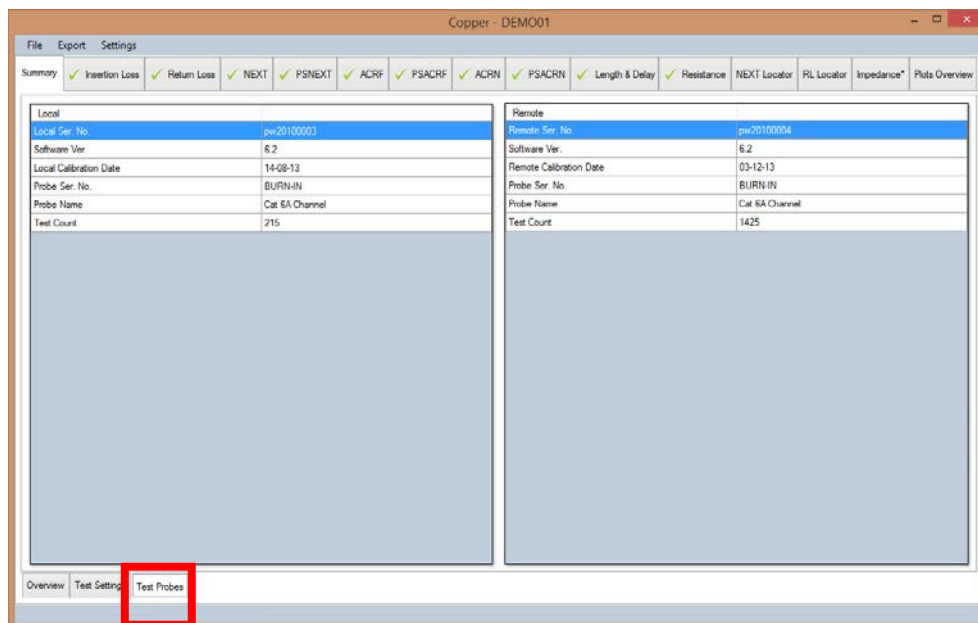 Copper - DEMO01
File Export Settings
Summary Insertion Loss Return Loss NEXT PSNEXT ACRF PSACRF ACRN PSACRN Length & Delay Resistance NEXT Locator RL Locator Impedance* Plots Overview
Local
Local Ser. No. pw20100003
Software Ver. 6.2
Local Calibration Date 14-08-13
Probe Ser. No. BURN-IN
Probe Name Cat 6A Channel
Test Count 215
Remote
Remote Ser. No. pw20100004
Software Ver. 6.2
Remote Calibration Date 03-12-13
Probe Ser. No. BURN-IN
Probe Name Cat 6A Channel
Test Count 1425
Overview Test Setting Test Probes